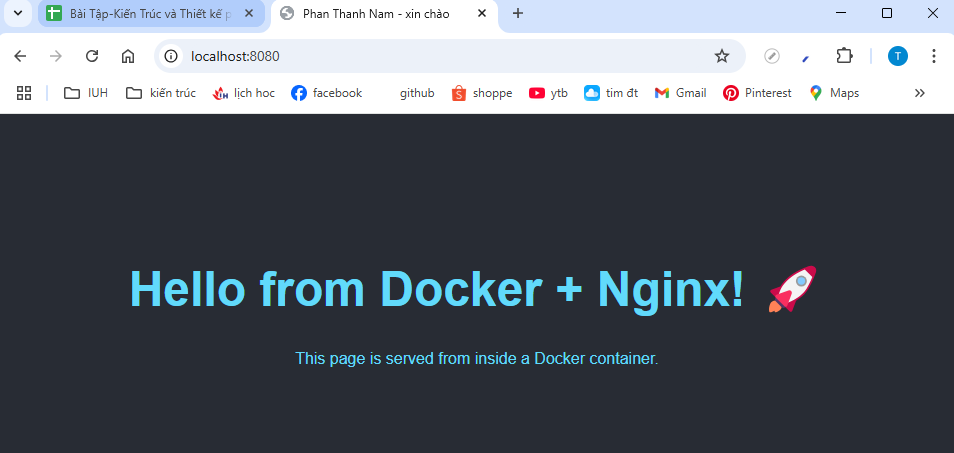 Bài Tập-Kiến Trúc và Thiết kế p
Phan Thanh Nam - xin chào
localhost:8080
T
IUH
kiến trúc
lịch học
facebook
github
shoppe
ytb
tim đt
Gmail
Pinterest
Maps
Hello from Docker + Nginx! 🚀
This page is served from inside a Docker container.